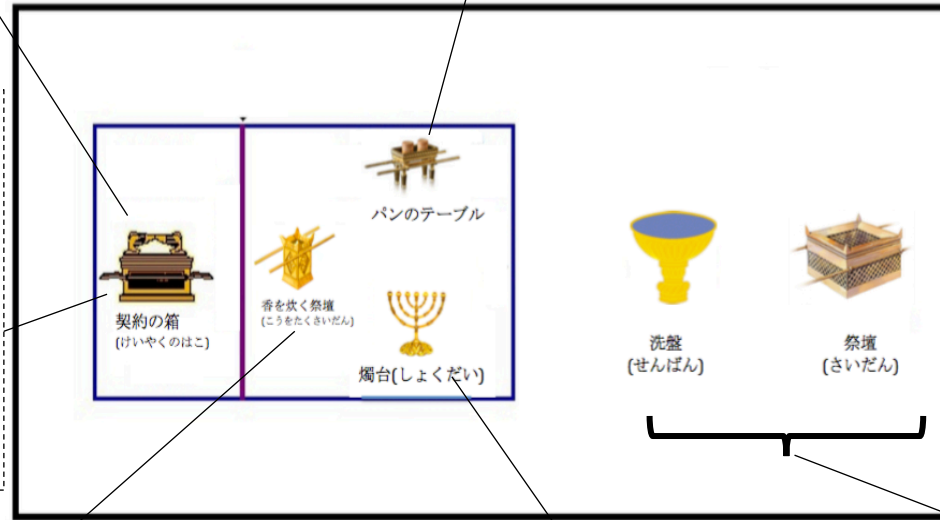 パンのテーブル
契約の箱
(けいやくのはこ)
香を炊く祭壇
(こうをたくさいだん)
燭台(しょくだい)
洗盤
(せんばん)
祭壇
(さいだん)